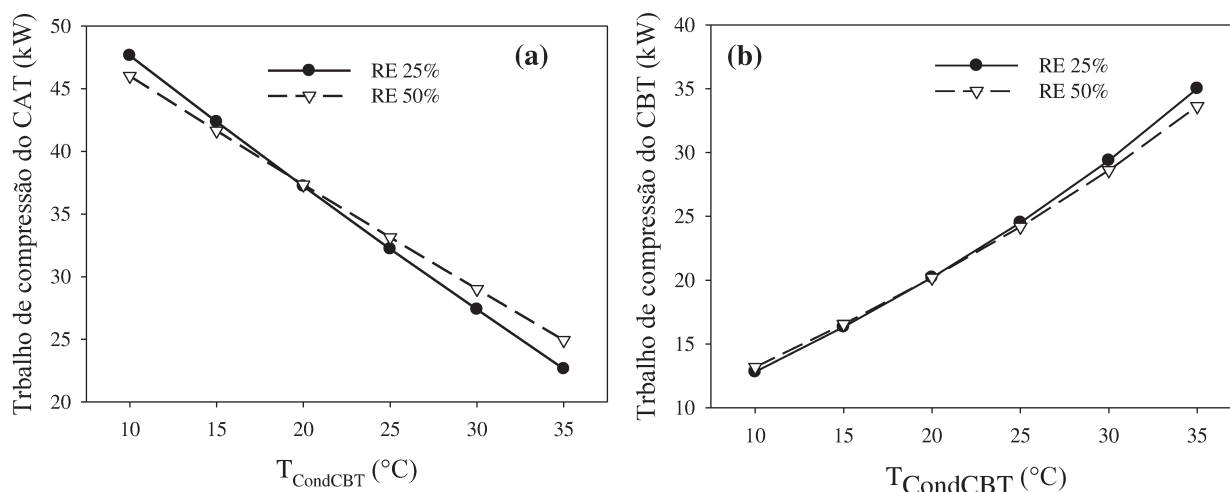 Trbalho de compressão do CAT (kW)
50
45
40
35
30
25
20
(a)
RE 25%
RE 50%
10 15 20 25 30 35
TCondCBT (°C)
Trbalho de compressão do CBT (kW)
40
35
30
25
20
15
10
(b)
RE 25%
RE 50%
10 15 20 25 30 35
TCondCBT (°C)